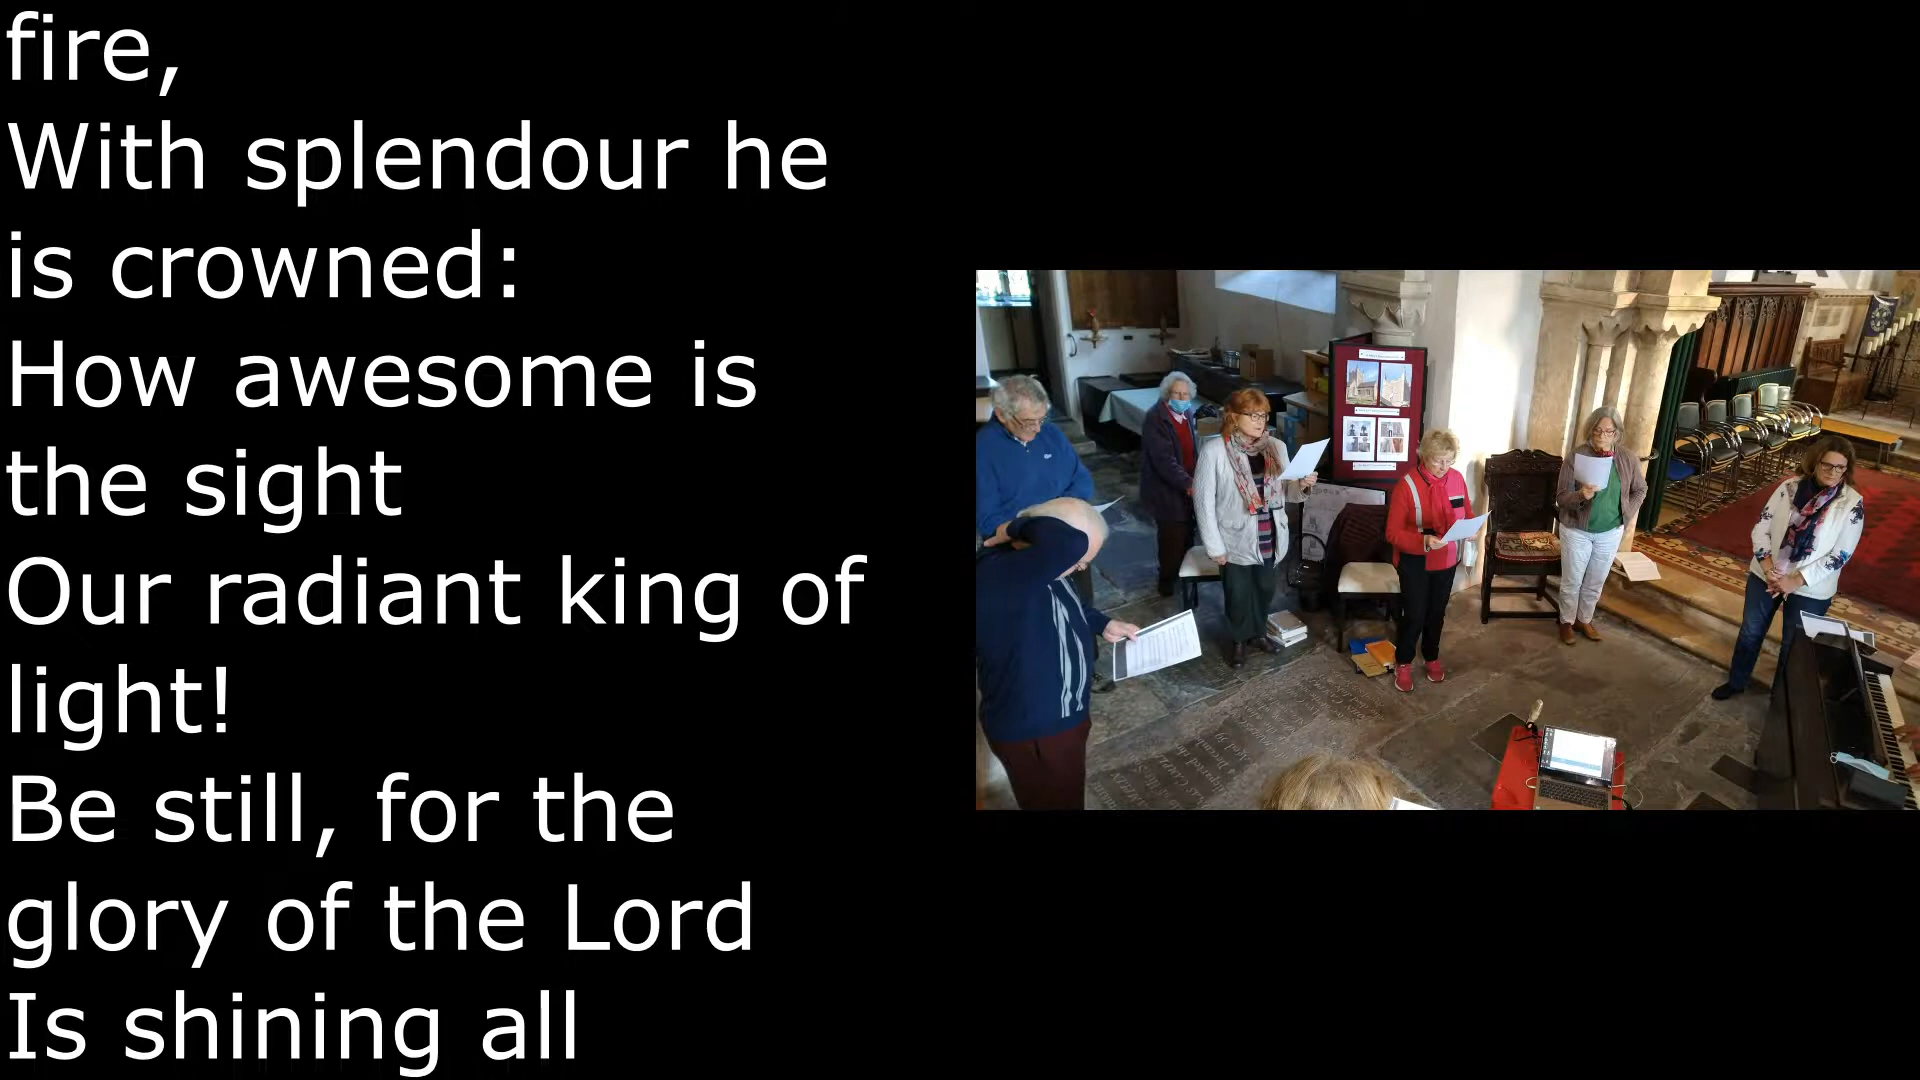 fire,
With splendour he
is crowned:
How awesome is
the sight
Our radiant king of
light!
Be still, for the
glory of the Lord
Is shining all